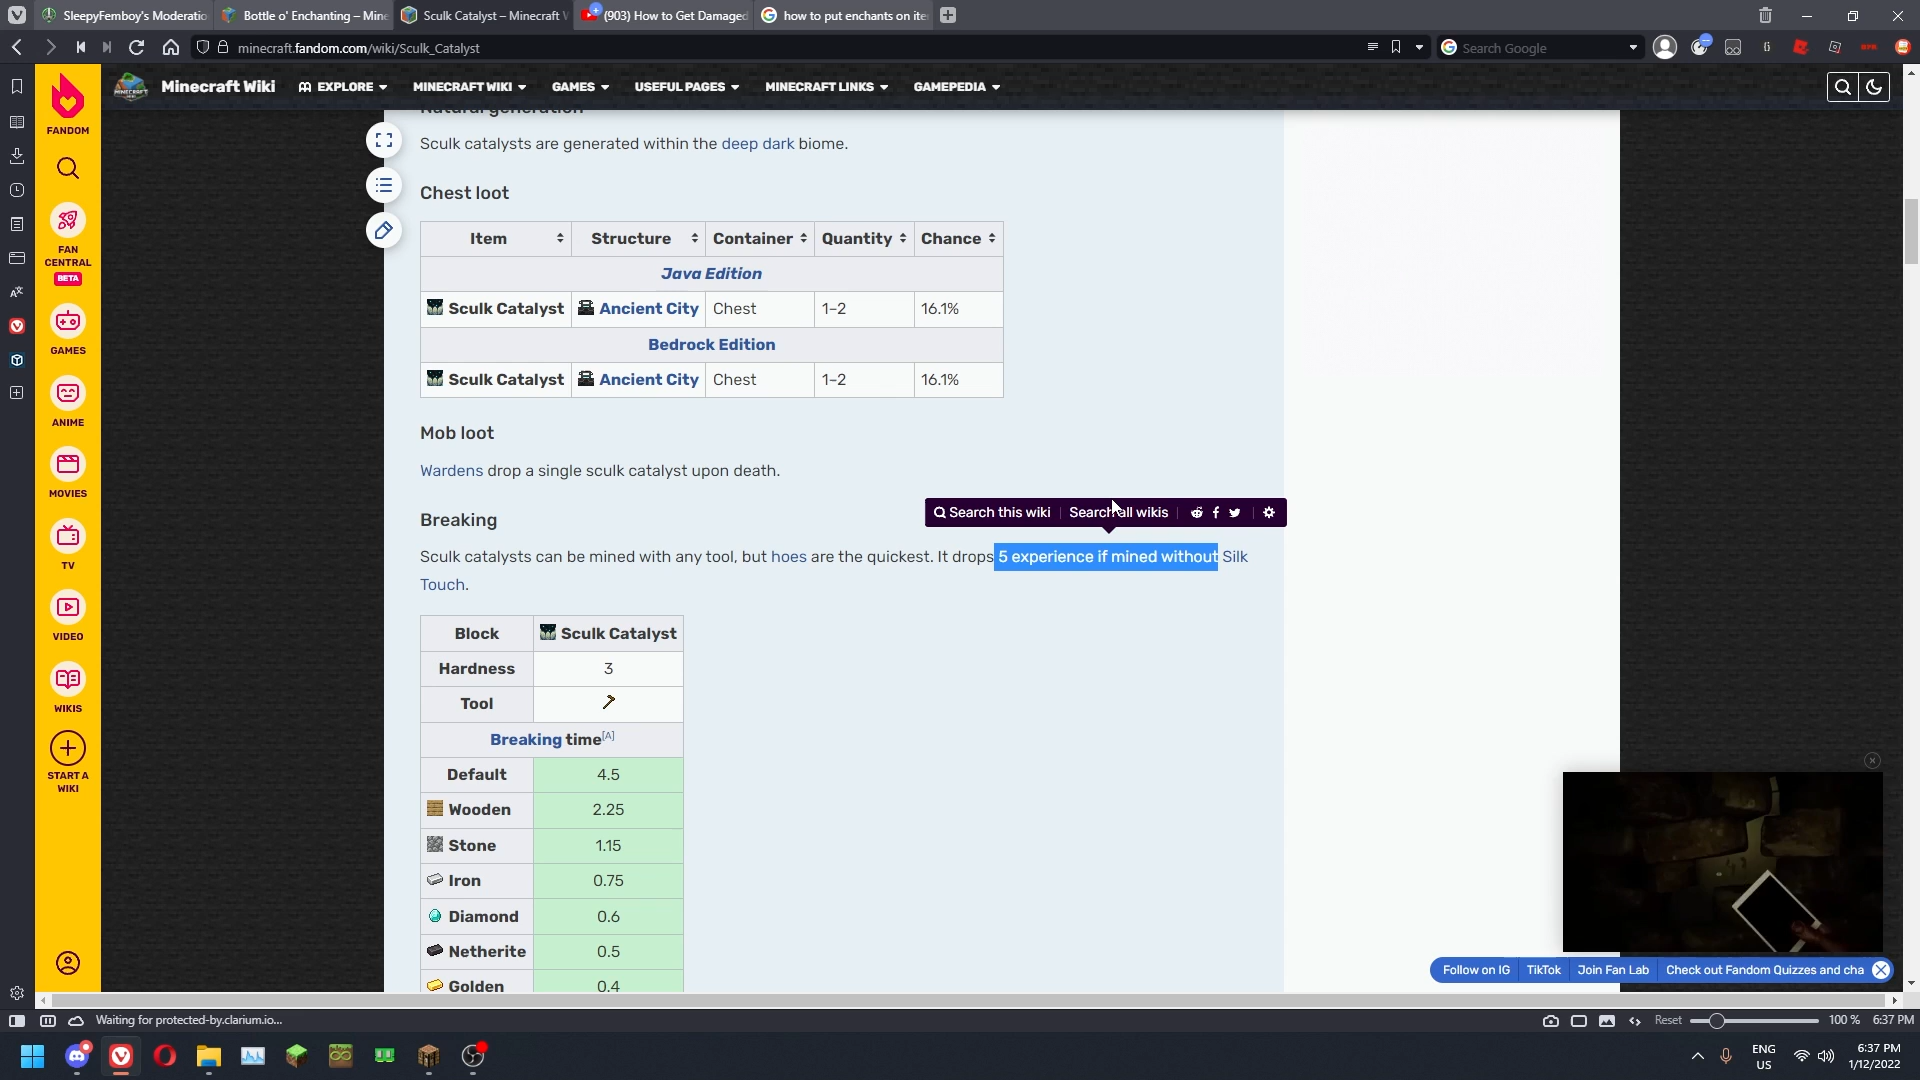 SleepyFemboy's Moderatio
Bottle o' Enchanting – Mine
Sculk Catalyst – Minecraft W
(903) How to Get Damaged
how to put enchants on ite
minecraft.fandom.com/wiki/Sculk_Catalyst
Search Google
FANDOM
Minecraft Wiki
EXPLORE
MINECRAFT WIKI
GAMES
USEFUL PAGES
MINECRAFT LINKS
GAMEPEDIA
FAN CENTRAL
BETA
GAMES
ANIME
MOVIES
TV
VIDEO
WIKIS
START A WIKI
Natural generation
Sculk catalysts are generated within the deep dark biome.
Chest loot
Item Structure Container Quantity Chance
Java Edition
Sculk Catalyst Ancient City Chest 1–2 16.1%
Bedrock Edition
Sculk Catalyst Ancient City Chest 1–2 16.1%
Mob loot
Wardens drop a single sculk catalyst upon death.
Search this wiki Search all wikis
Breaking
Sculk catalysts can be mined with any tool, but hoes are the quickest. It drops 5 experience if mined without Silk
Touch.
Block Sculk Catalyst
Hardness 3
Tool
Breaking time[A]
Default 4.5
Wooden 2.25
Stone 1.15
Iron 0.75
Diamond 0.6
Netherite 0.5
Golden 0.4
Follow on IG TikTok Join Fan Lab Check out Fandom Quizzes and cha
Waiting for protected-by.clarium.io...
Reset 100 % 6:37 PM
ENG
US
6:37 PM
1/12/2022